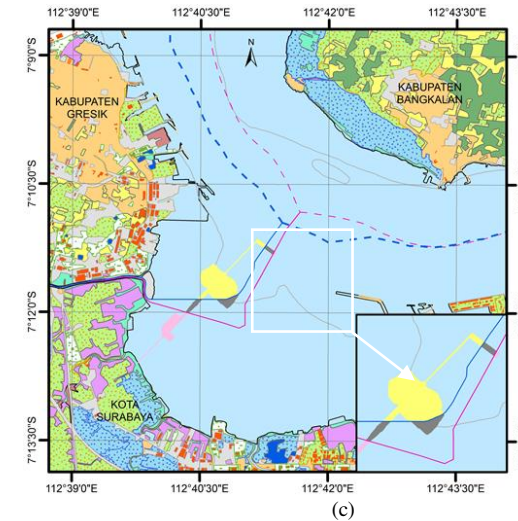 112°39'0"E 112°40'30"E 112°42'0"E 112°43'30"E
7°9'0"S
N
KABUPATEN
GRESIK
KABUPATEN
BANGKALAN
7°10'30"S
7°12'0"S
KOTA
SURABAYA
7°13'30"S
112°39'0"E 112°40'30"E 112°42'0"E 112°43'30"E
(c)